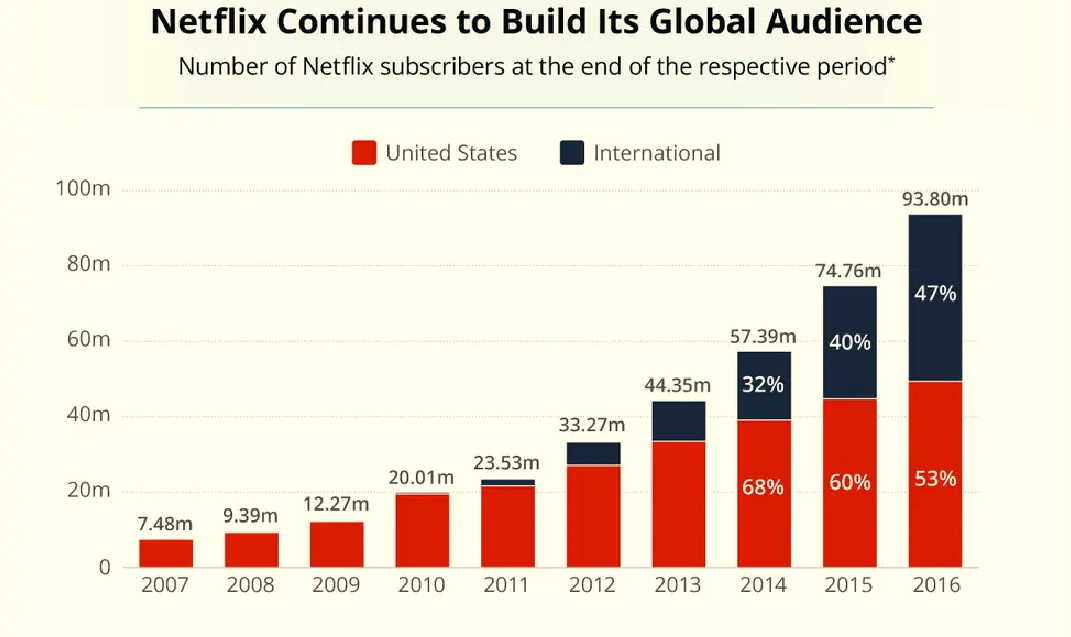 Netflix Continues to Build Its Global Audience
Number of Netflix subscribers at the end of the respective period*
United States International
100m
80m
60m
40m
20m
0
7.48m
9.39m
12.27m
20.01m
23.53m
33.27m
44.35m
57.39m
32%
68%
74.76m
40%
60%
93.80m
47%
53%
2007 2008 2009 2010 2011 2012 2013 2014 2015 2016